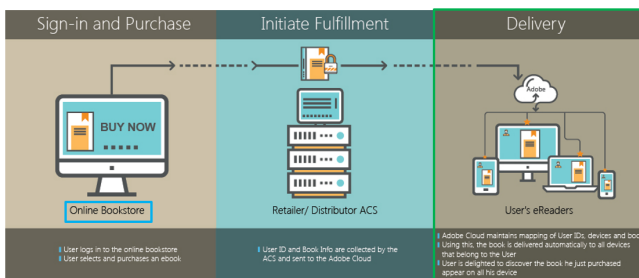 Sign-in and Purchase
Initiate Fulfillment
Delivery
BUY NOW
Adobe
Online Bookstore
Retailer/ Distributor ACS
User's eReaders
User logs in to the online bookstore
User selects and purchases an ebook
User ID and Book Info are collected by the
ACS and sent to the Adobe Cloud
Adobe Cloud maintains mapping of User IDs, devices and boo
Using this, the book is delivered automatically to all devices
that belong to the User
User is delighted to discover the book he just purchased
appear on all his device